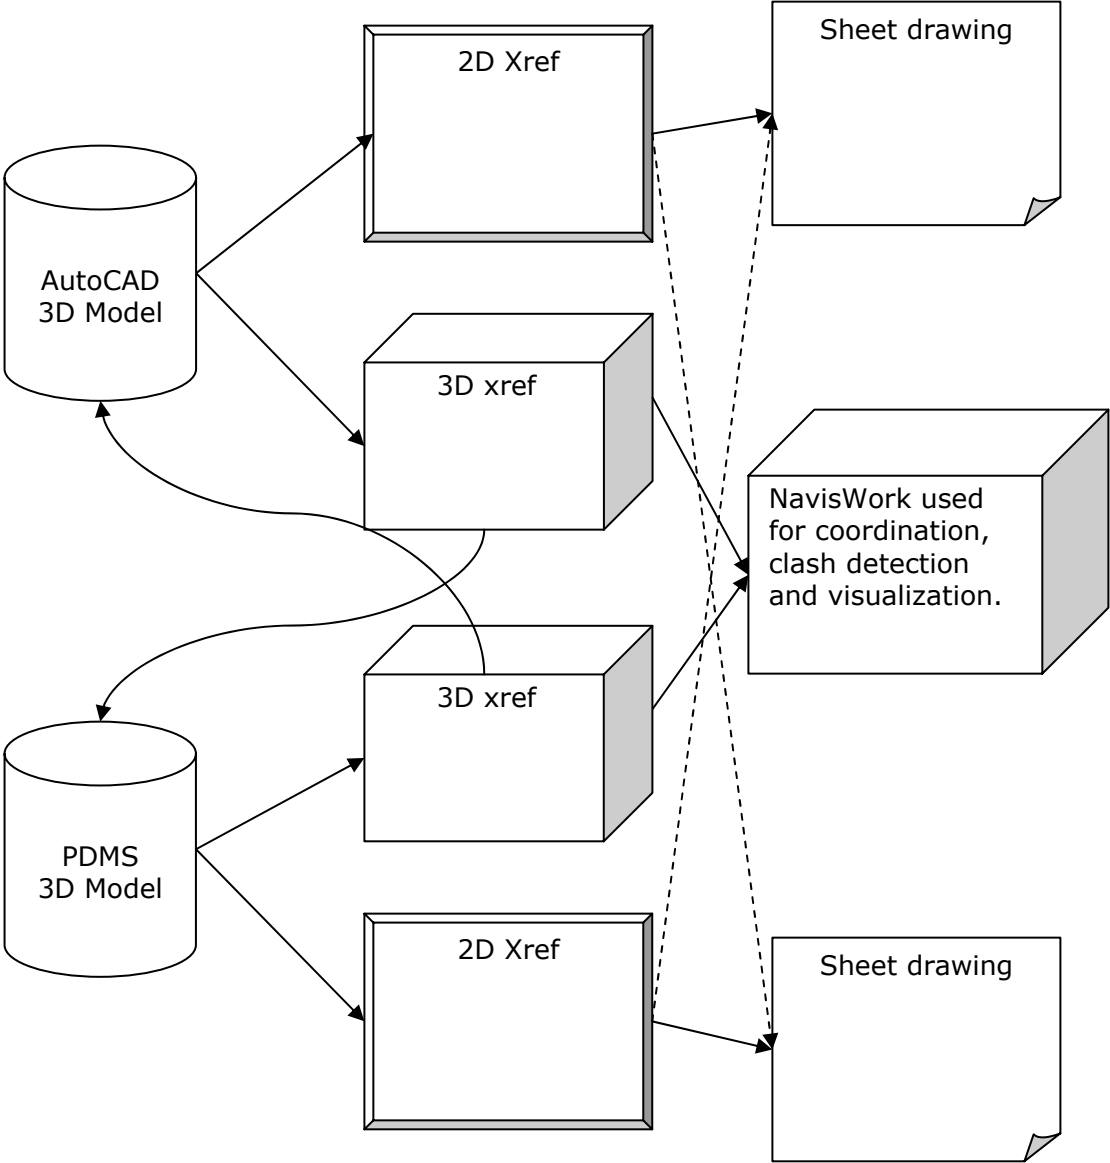 2D Xref
Sheet drawing
AutoCAD
3D Model
3D xref
NavisWork used
for coordination,
clash detection
and visualization.
3D xref
PDMS
3D Model
2D Xref
Sheet drawing